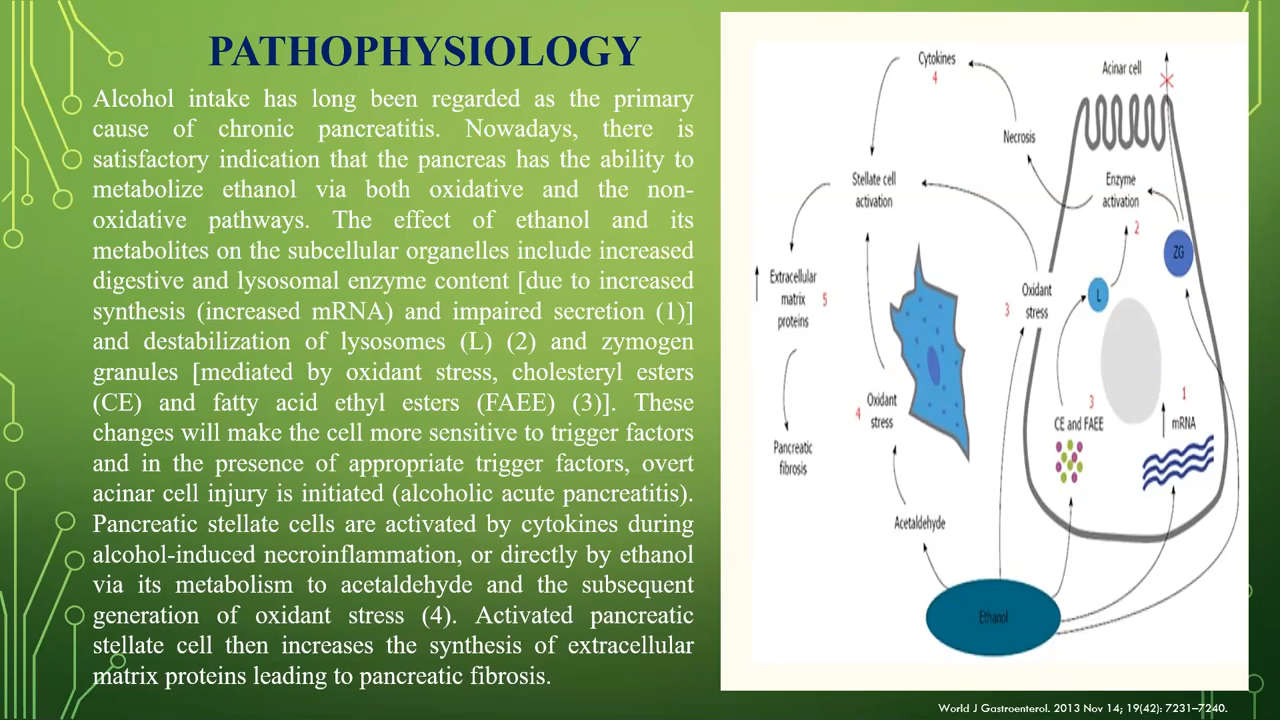 PATHOPHYSIOLOGY
Alcohol intake has long been regarded as the primary
cause of chronic pancreatitis. Nowadays, there is
satisfactory indication that the pancreas has the ability to
metabolize ethanol via both oxidative and the non-
oxidative pathways. The effect of ethanol and its
metabolites on the subcellular organelles include increased
digestive and lysosomal enzyme content [due to increased
synthesis (increased mRNA) and impaired secretion (1)]
and destabilization of lysosomes (L) (2) and zymogen
granules [mediated by oxidant stress, cholesteryl esters
(CE) and fatty acid ethyl esters (FAEE) (3)]. These
changes will make the cell more sensitive to trigger factors
and in the presence of appropriate trigger factors, overt
acinar cell injury is initiated (alcoholic acute pancreatitis).
Pancreatic stellate cells are activated by cytokines during
alcohol-induced necroinflammation, or directly by ethanol
via its metabolism to acetaldehyde and the subsequent
generation of oxidant stress (4). Activated pancreatic
stellate cell then increases the synthesis of extracellular
matrix proteins leading to pancreatic fibrosis.
Cytokines
4
Acinar cell
Necrosis
Stellate cell
activation
Enzyme
activation
2
ZG
Extracellular
matrix
proteins
5
Oxidant
stress
3
L
Oxidant
stress
4
3
CE and FAEE
1
mRNA
Pancreatic
fibrosis
Acetaldehyde
Ethanol
World J Gastroenterol. 2013 Nov 14; 19(42): 7231–7240.